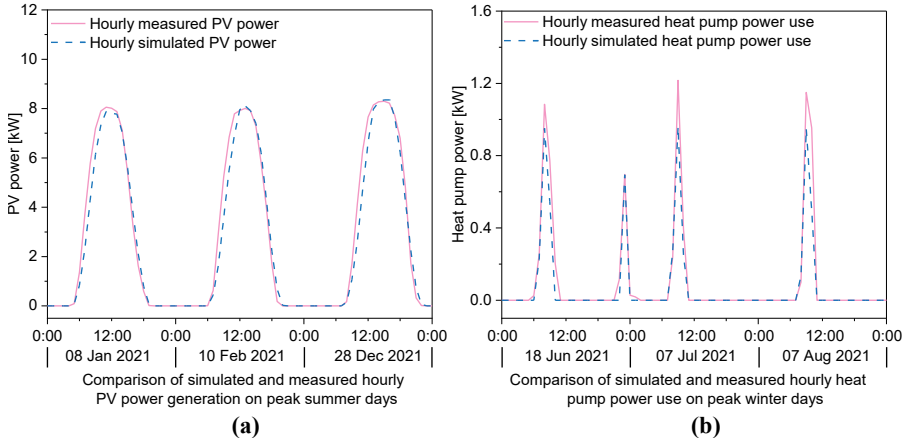 Hourly measured PV power
Hourly simulated PV power
PV power [kW]
12
10
8
6
4
2
0
0:00 12:00 0:00 12:00 0:00 12:00 0:00
08 Jan 2021 10 Feb 2021 28 Dec 2021
Comparison of simulated and measured hourly
PV power generation on peak summer days
(a)
Hourly measured heat pump power use
Hourly simulated heat pump power use
Heat pump power [kW]
1.6
1.2
0.8
0.4
0.0
0:00 12:00 0:00 12:00 0:00 12:00 0:00
18 Jun 2021 07 Jul 2021 07 Aug 2021
Comparison of simulated and measured hourly heat
pump power use on peak winter days
(b)